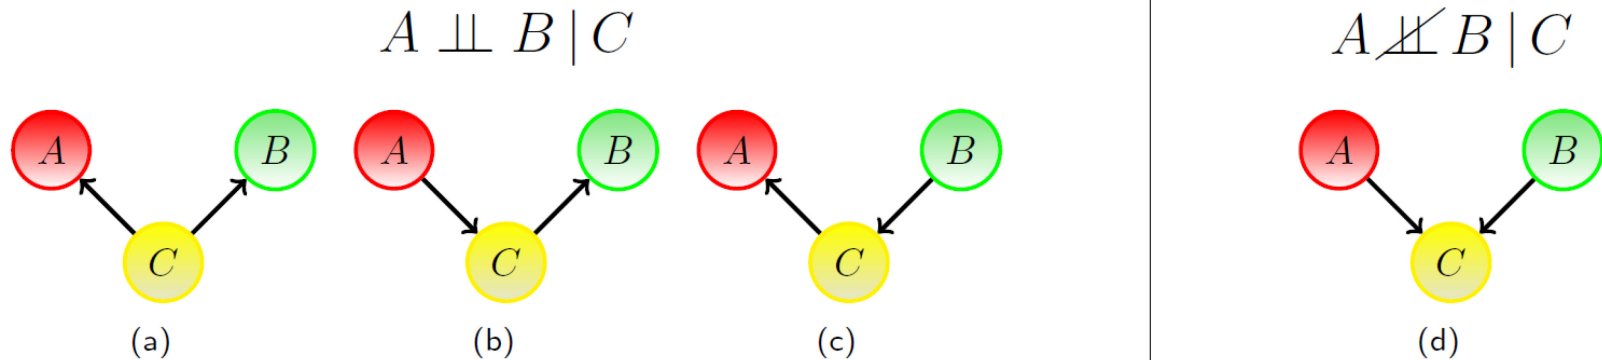 A ⫫ B | C
A ⫫̸ B | C
A B A B A B A B
C C C C
(a) (b) (c) (d)